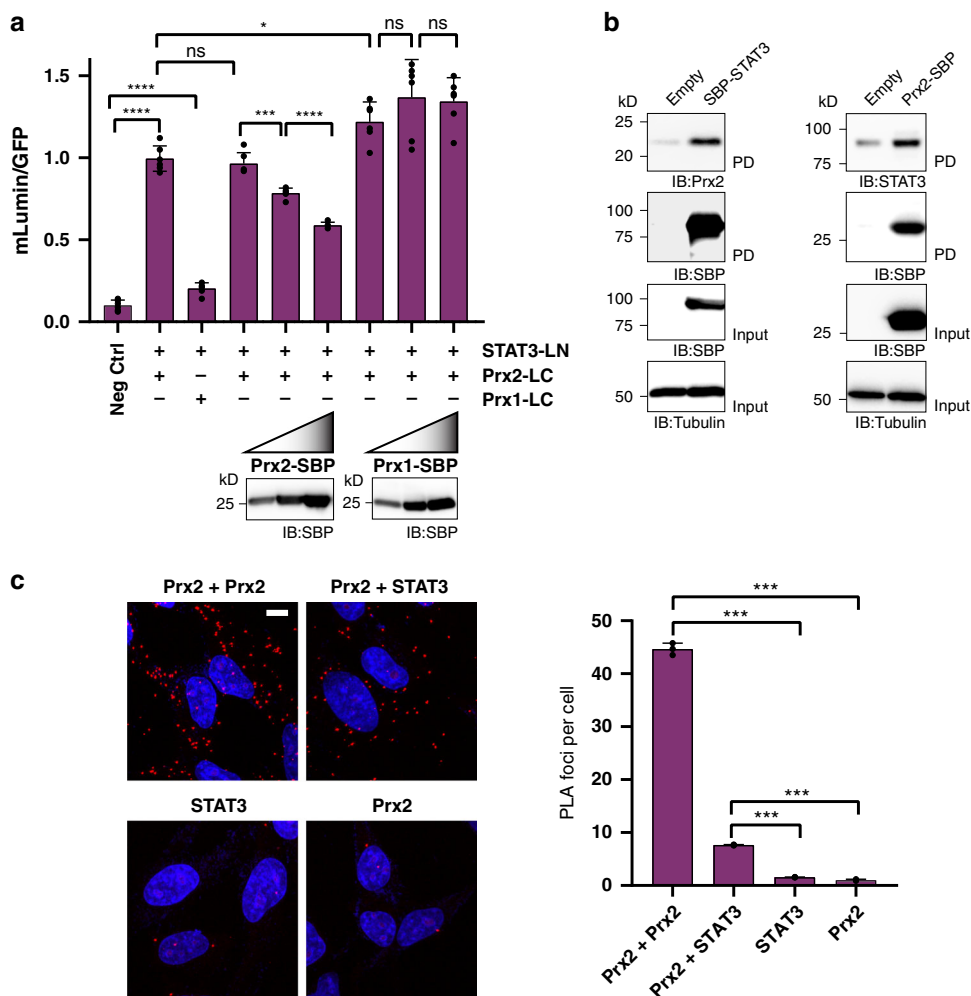 a
*
ns
ns
ns
****
****
***
****
mLumin/GFP
1.5
1.0
0.5
0.0
Neg Ctrl
+ + + + + + + + STAT3-LN
+ – + + + + + + Prx2-LC
– + – – – – – – Prx1-LC
Prx2-SBP
Prx1-SBP
kD
25
IB:SBP
kD
25
IB:SBP
b
Empty
SBP-STAT3
kD
25
20
PD
IB:Prx2
100
75
PD
IB:SBP
100
75
Input
IB:SBP
50
Input
IB:Tubulin
Empty
Prx2-SBP
kD
100
75
PD
IB:STAT3
25
PD
IB:SBP
25
Input
IB:SBP
50
Input
IB:Tubulin
c
Prx2 + Prx2
Prx2 + STAT3
STAT3
Prx2
PLA foci per cell
50
40
30
20
10
0
***
***
***
***
Prx2 + Prx2
Prx2 + STAT3
STAT3
Prx2